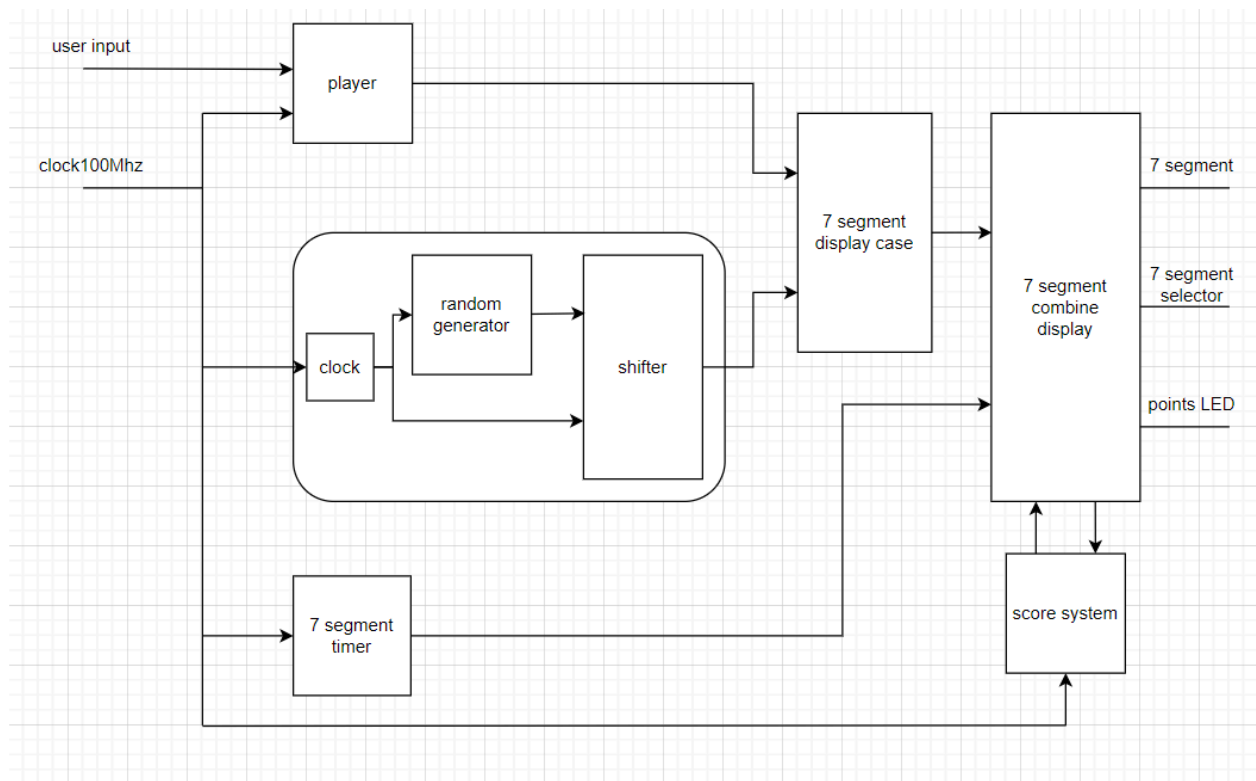 user input
player
clock100Mhz
7 segment
display case
7 segment
7 segment
selector
7 segment
combine
display
random
generator
clock
shifter
points LED
7 segment
timer
score system